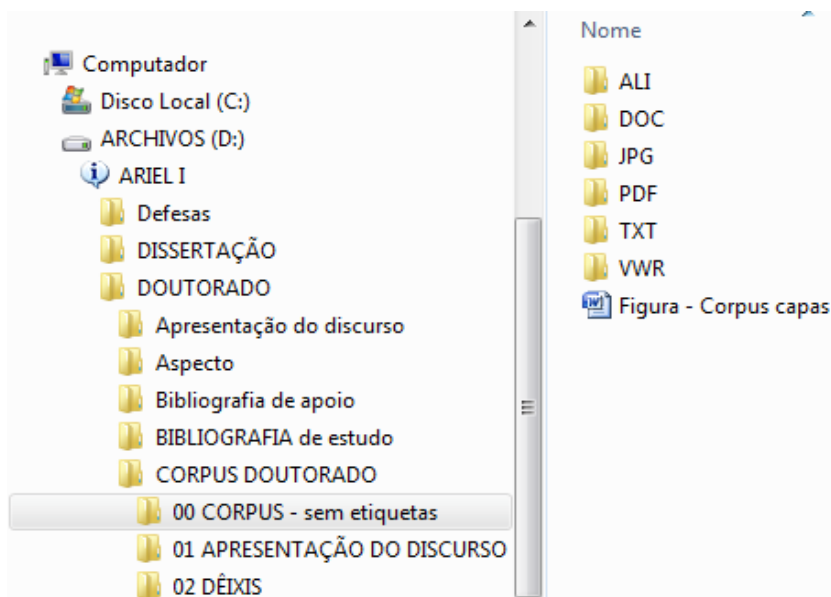 Computador
Disco Local (C:)
ARCHIVOS (D:)
ARIEL I
Defesas
DISSERTAÇÃO
DOUTORADO
Apresentação do discurso
Aspecto
Bibliografia de apoio
BIBLIOGRAFIA de estudo
CORPUS DOUTORADO
00 CORPUS - sem etiquetas
01 APRESENTAÇÃO DO DISCURSO
02 DÊIXIS
Nome
ALI
DOC
JPG
PDF
TXT
VWR
Figura - Corpus capas